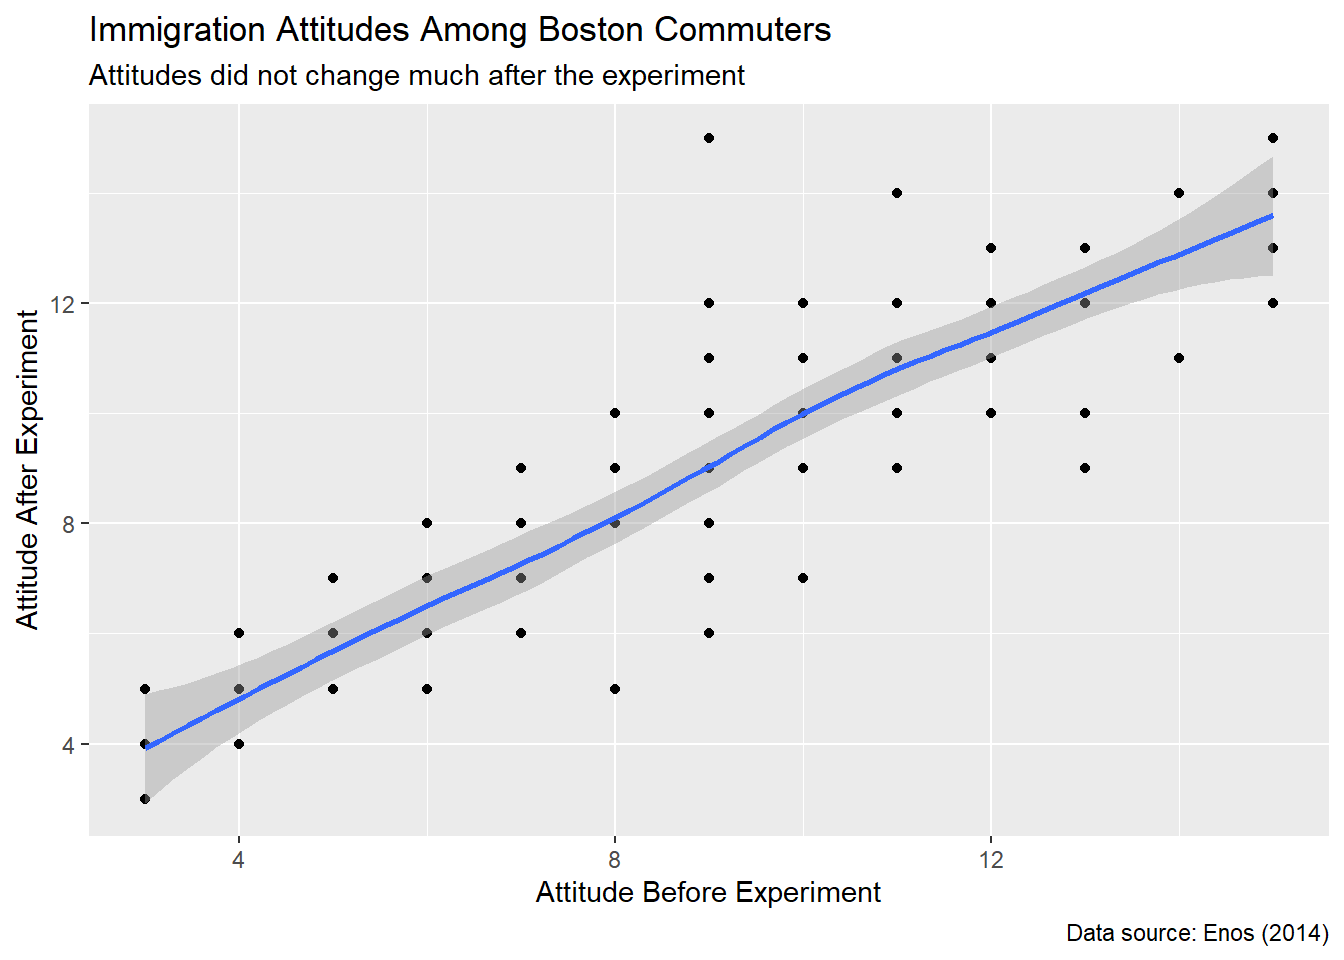 Immigration Attitudes Among Boston Commuters
Attitudes did not change much after the experiment
12
8
4
Attitude After Experiment
4 8 12
Attitude Before Experiment
Data source: Enos (2014)